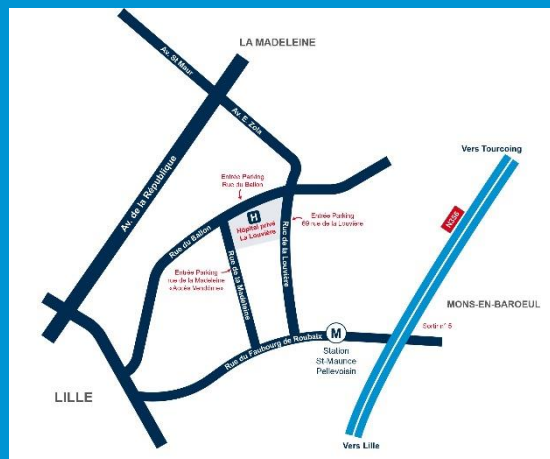 LA MADELEINE
Av. St Maur
Av. E. Zola
Av. de la République
Vers Tourcoing
Entrée Parking
Rue du Ballon
N356
H
Hôpital privé
La Louvière
Entrée Parking
69 rue de la Louvière
Rue du Ballon
Rue de la Louvière
Entrée Parking
rue de la Madeleine
«Accès Vendôme»
Rue de la Madeleine
MONS-EN-BAROEUL
Sortir n° 5
M
Rue du Faubourg de Roubaix
Station
St-Maurice
Pellevoisin
LILLE
Vers Lille